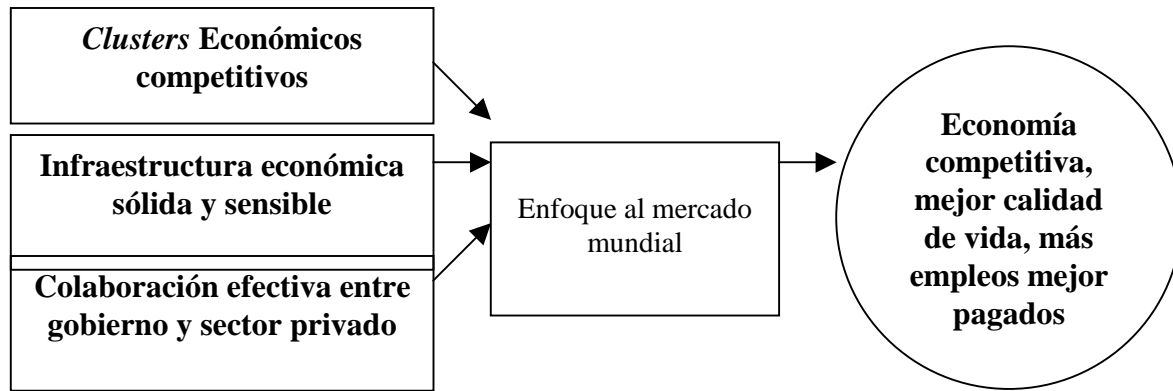 Clusters Económicos
competitivos
Infraestructura económica
sólida y sensible
Colaboración efectiva entre
gobierno y sector privado
Enfoque al mercado
mundial
Economía
competitiva,
mejor calidad
de vida, más
empleos mejor
pagados